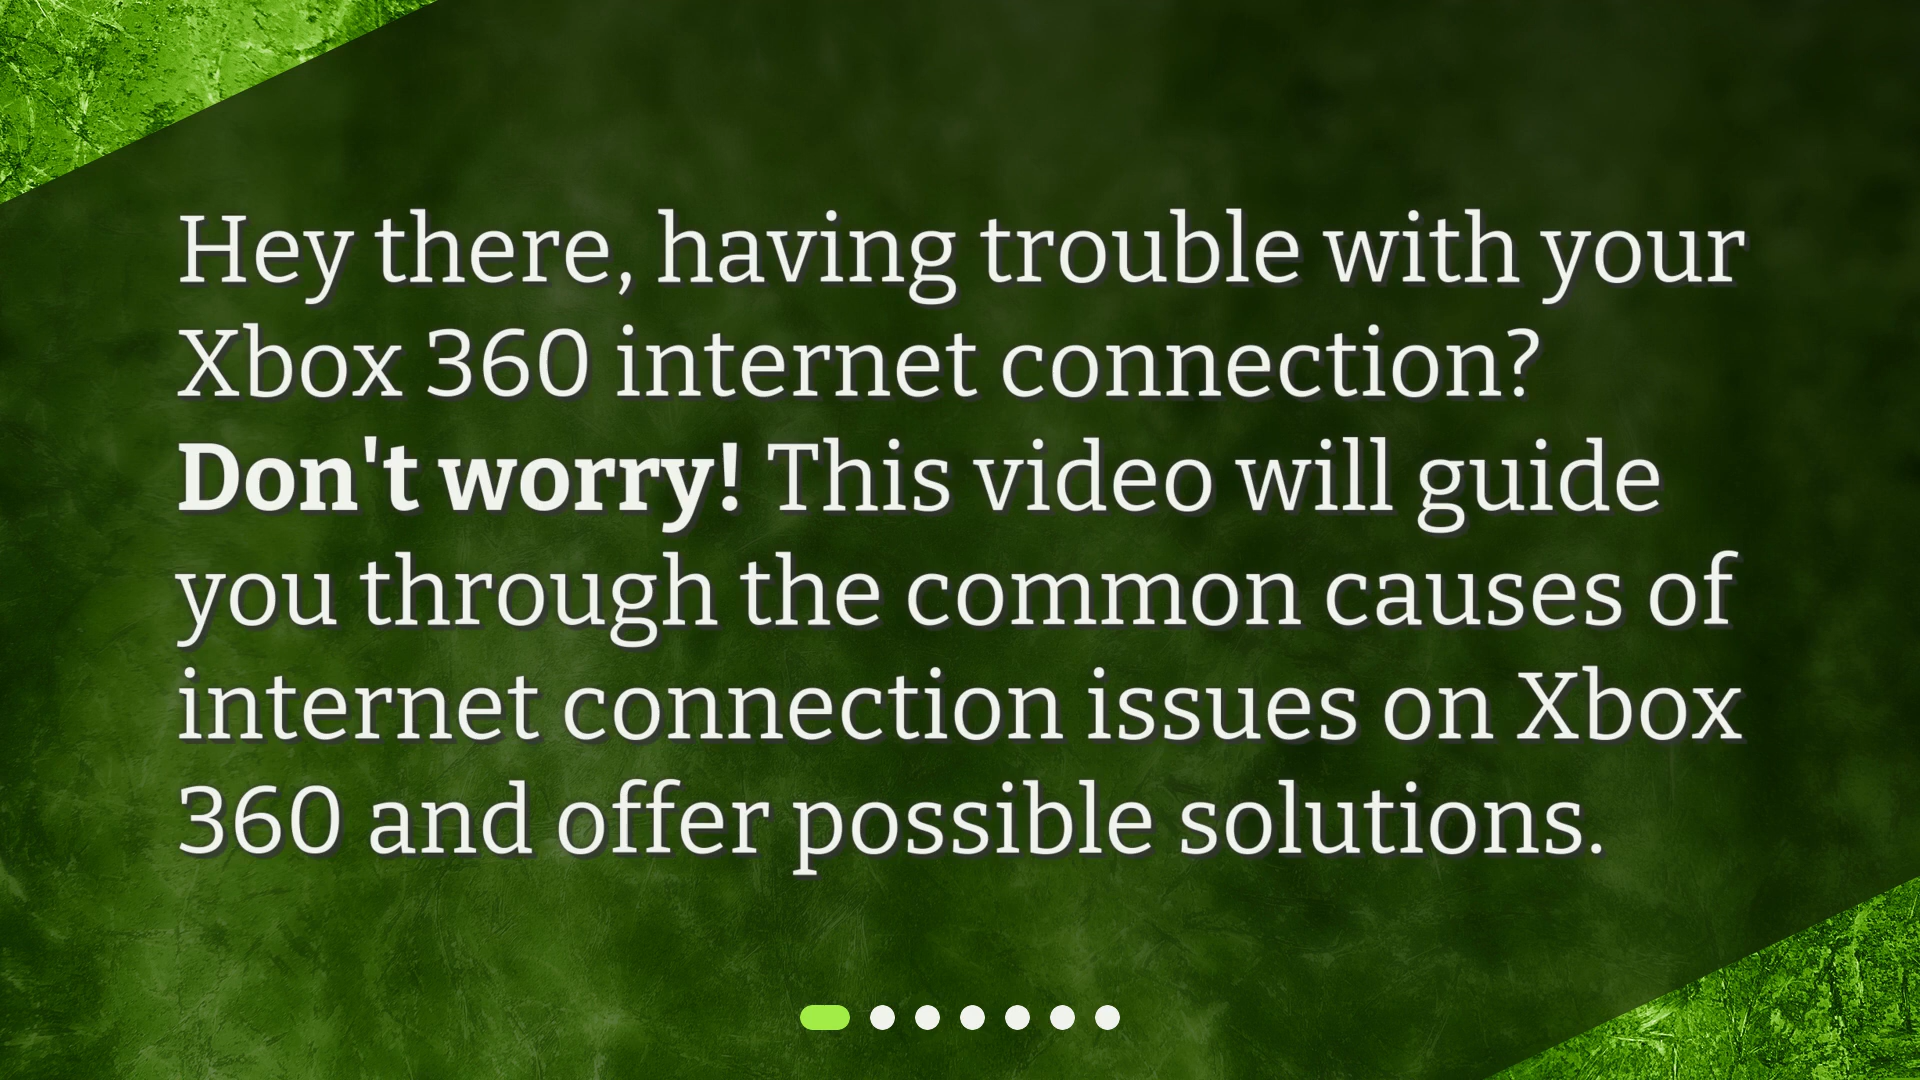 Hey there, having trouble with your
Xbox 360 internet connection?
Don't worry! This video will guide
you through the common causes of
internet connection issues on Xbox
360 and offer possible solutions.